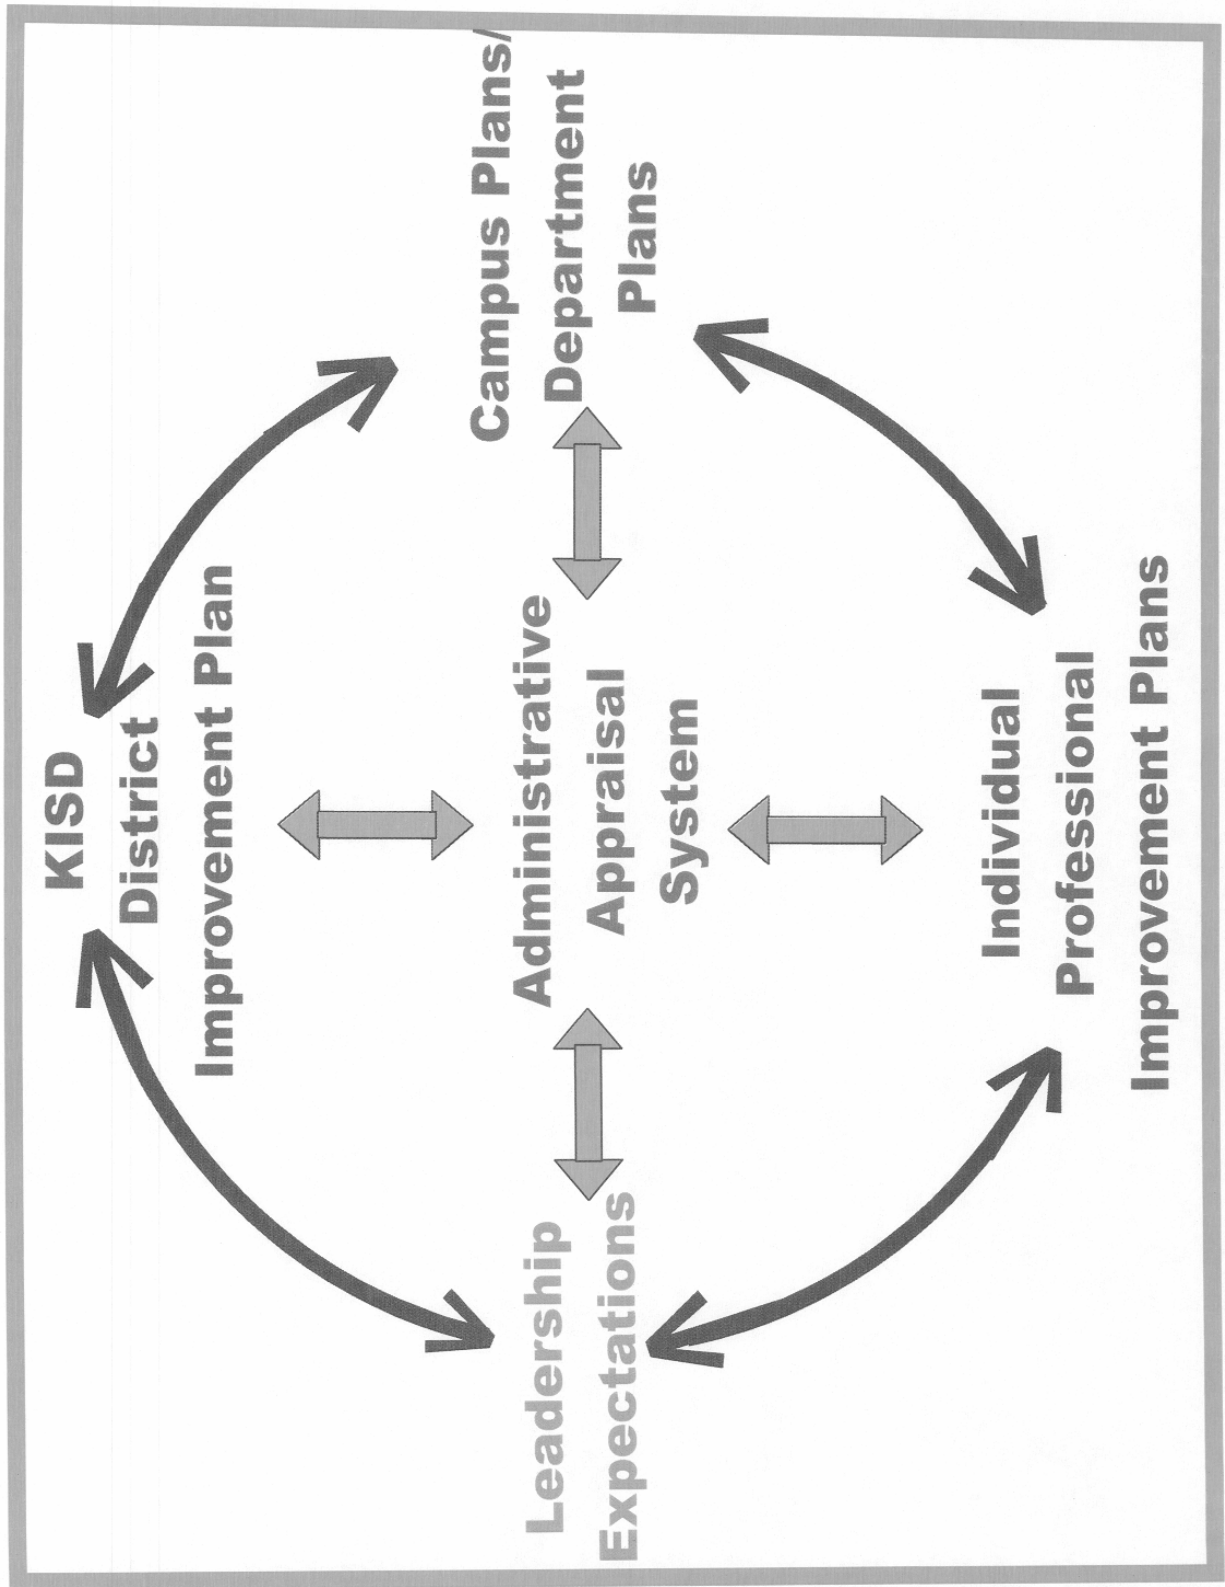 KISD
District
Improvement Plan
Leadership
Expectations
Administrative
Appraisal
System
Campus Plans/
Department
Plans
Individual
Professional
Improvement Plans